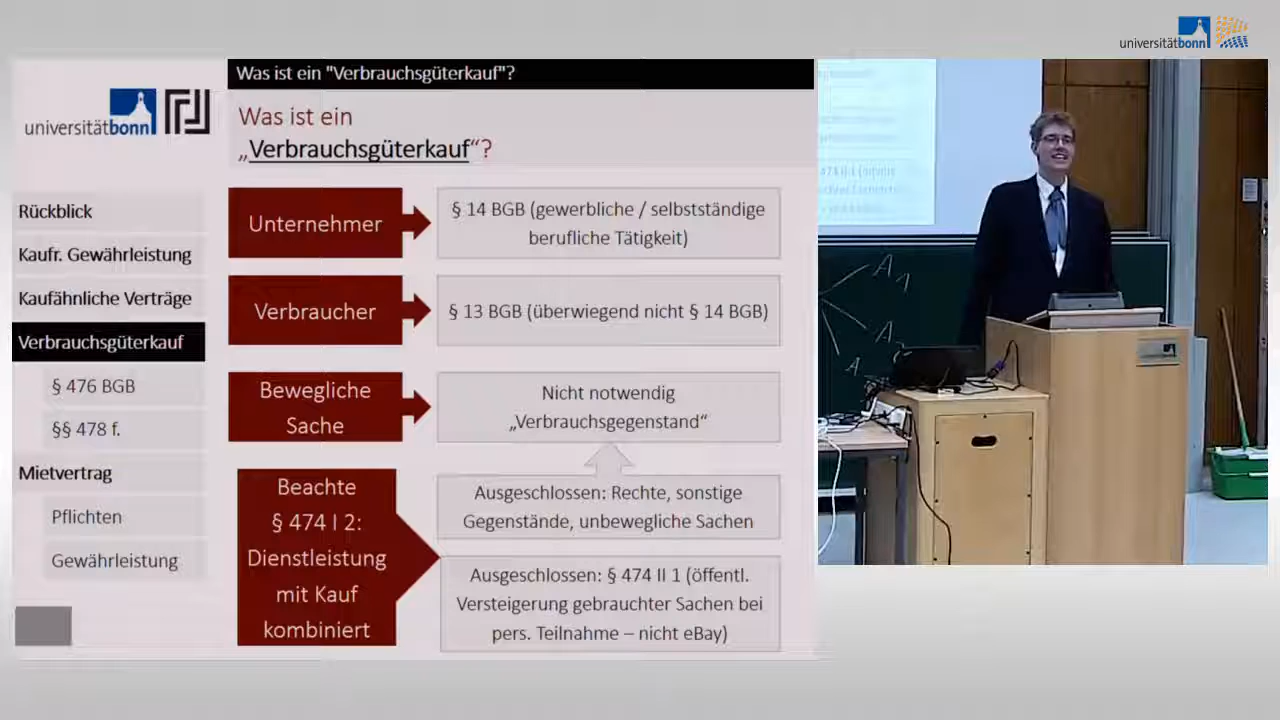 universitätbonn
Was ist ein "Verbrauchsgüterkauf"?
universitätbonn
Was ist ein
„Verbrauchsgüterkauf“?
Rückblick
Kaufr. Gewährleistung
Kaufähnliche Verträge
Verbrauchsgüterkauf
§ 476 BGB
§§ 478 f.
Mietvertrag
Pflichten
Gewährleistung
Unternehmer
§ 14 BGB (gewerbliche / selbstständige
berufliche Tätigkeit)
Verbraucher
§ 13 BGB (überwiegend nicht § 14 BGB)
Bewegliche
Sache
Nicht notwendig
„Verbrauchsgegenstand“
Beachte
§ 474 I 2:
Dienstleistung
mit Kauf
kombiniert
Ausgeschlossen: Rechte, sonstige
Gegenstände, unbewegliche Sachen
Ausgeschlossen: § 474 II 1 (öffentl.
Versteigerung gebrauchter Sachen bei
pers. Teilnahme – nicht eBay)
A
A
A